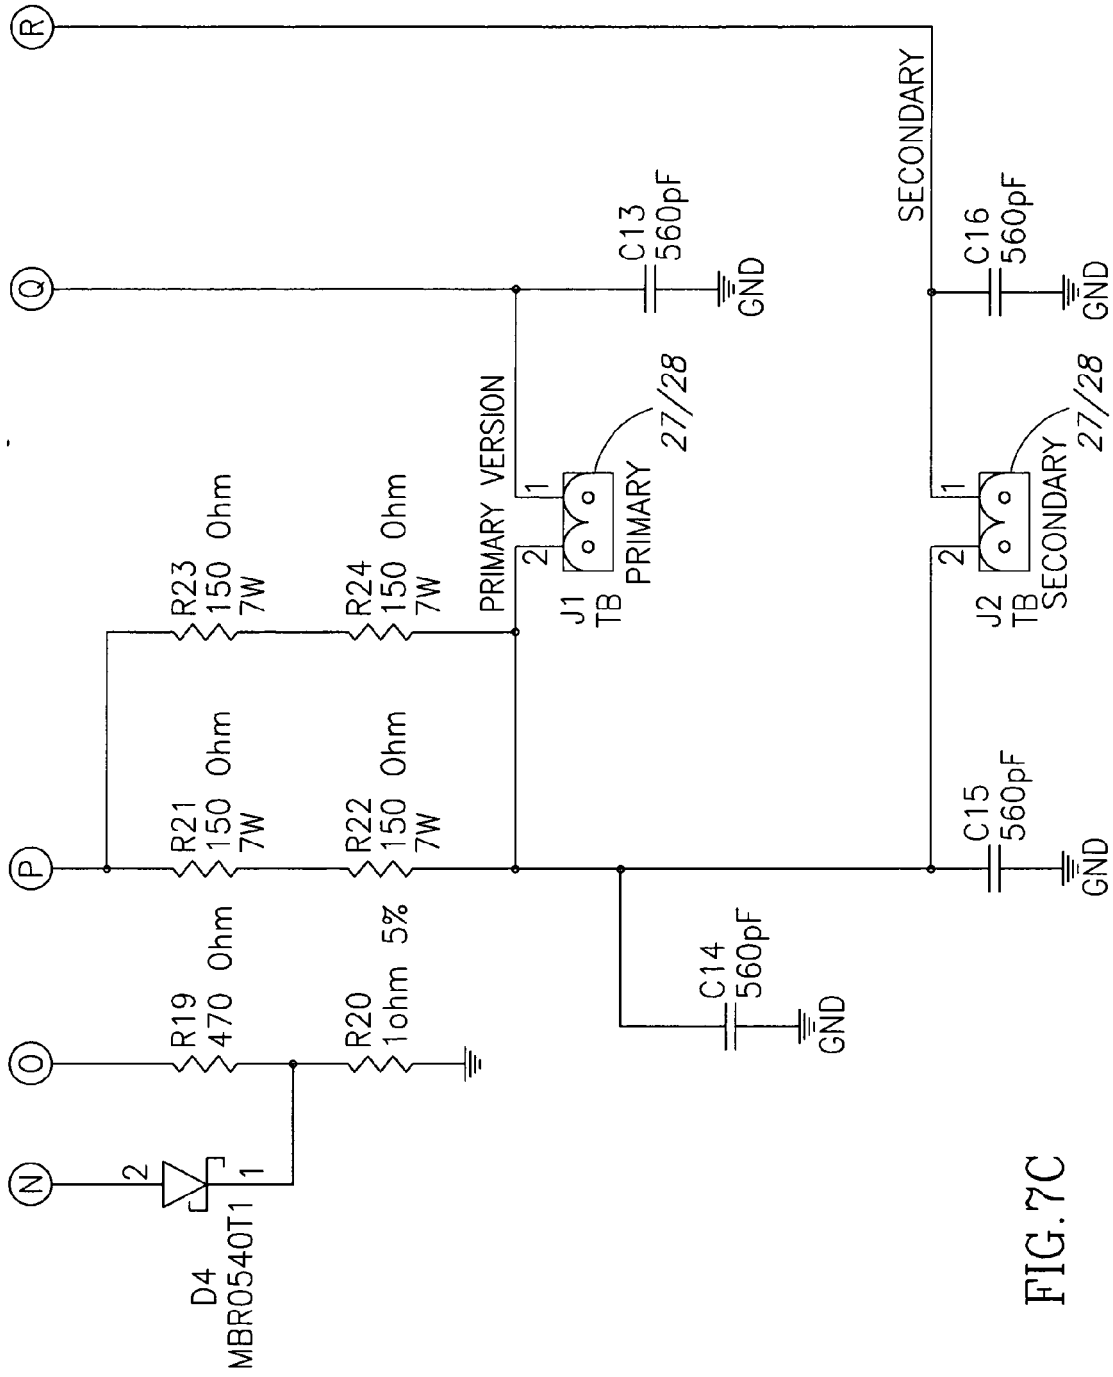 N
O
P
Q
R
D4
MBR0540T1
2
1
R19
470 Ohm
R20
1ohm 5%
R21
150 Ohm
7W
R22
150 Ohm
7W
R23
150 Ohm
7W
R24
150 Ohm
7W
PRIMARY VERSION
J1
TB
2
1
PRIMARY
27/28
C13
560pF
GND
C14
560pF
GND
SECONDARY
J2
TB
2
1
SECONDARY
27/28
C15
560pF
GND
C16
560pF
GND
FIG.7C